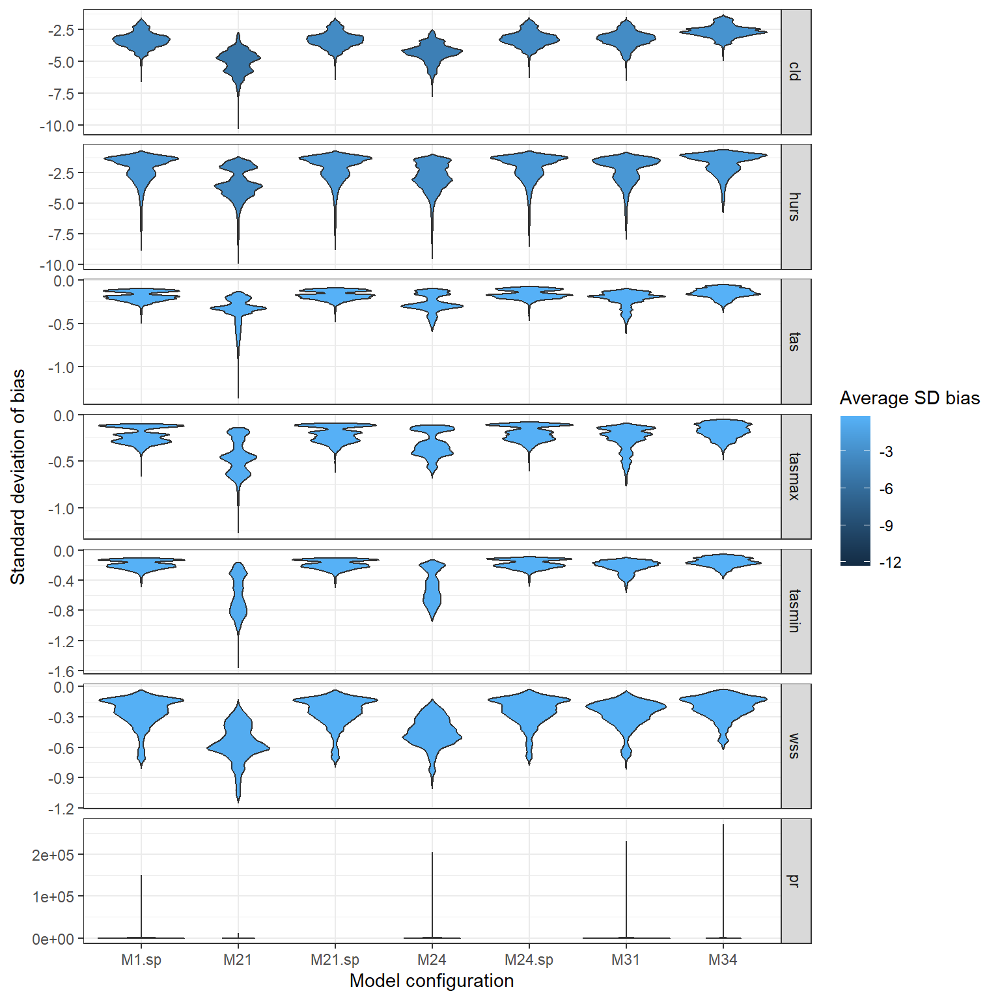 -2.5
-5.0
-7.5
-10.0
cld
-2.5
-5.0
-7.5
-10.0
hurs
0.0
-0.5
-1.0
tas
0.0
-0.5
-1.0
tasmax
0.0
-0.4
-0.8
-1.2
-1.6
tasmin
0.0
-0.3
-0.6
-0.9
-1.2
wss
2e+05
1e+05
0e+00
pr
Standard deviation of bias
M1.sp M21 M21.sp M24 M24.sp M31 M34
Model configuration
Average SD bias
-3
-6
-9
-12